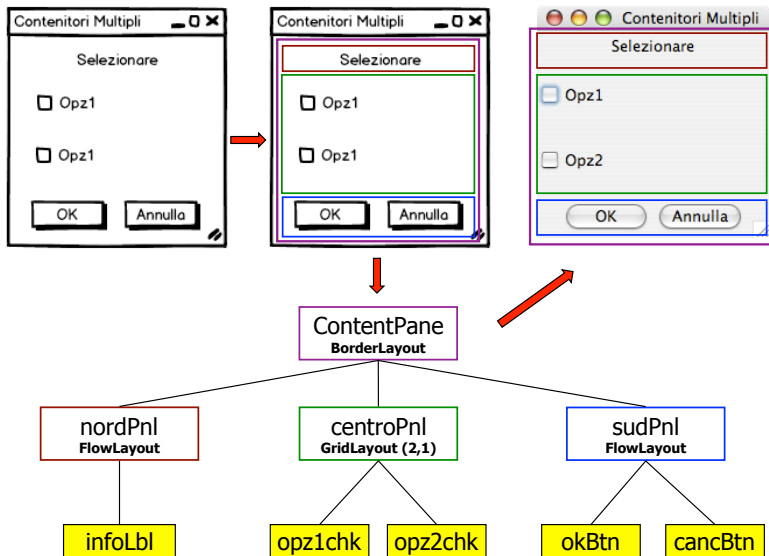 Contenitori Multipli
Selezionare
Opz1
Opz1
OK Annulla
Contenitori Multipli
Selezionare
Opz1
Opz1
OK Annulla
Contenitori Multipli
Selezionare
Opz1
Opz2
OK Annulla
ContentPane
BorderLayout
nordPnl
FlowLayout
centroPnl
GridLayout (2,1)
sudPnl
FlowLayout
infoLbl
opz1chk
opz2chk
okBtn
cancBtn